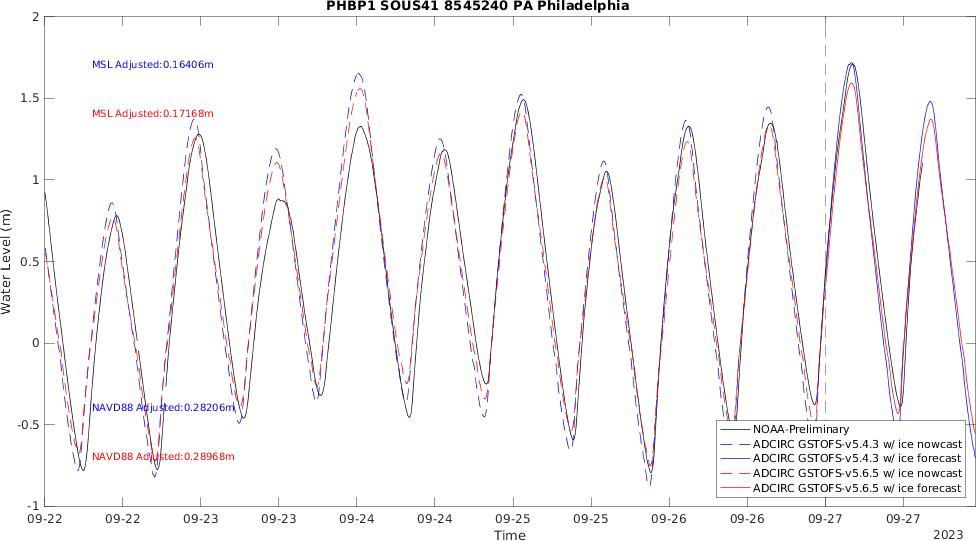 PHBP1 SOUS41 8545240 PA Philadelphia
2
1.5
1
0.5
0
-0.5
-1
Water Level (m)
MSL Adjusted:0.16406m
MSL Adjusted:0.17168m
NAVD88 Adjusted:0.28206m
NAVD88 Adjusted:0.28968m
NOAA-Preliminary
ADCIRC GSTOFS-v5.4.3 w/ ice nowcast
ADCIRC GSTOFS-v5.4.3 w/ ice forecast
ADCIRC GSTOFS-v5.6.5 w/ ice nowcast
ADCIRC GSTOFS-v5.6.5 w/ ice forecast
09-22 09-22 09-23 09-23 09-24 09-24 09-25 09-25 09-26 09-26 09-27 09-27
Time
2023